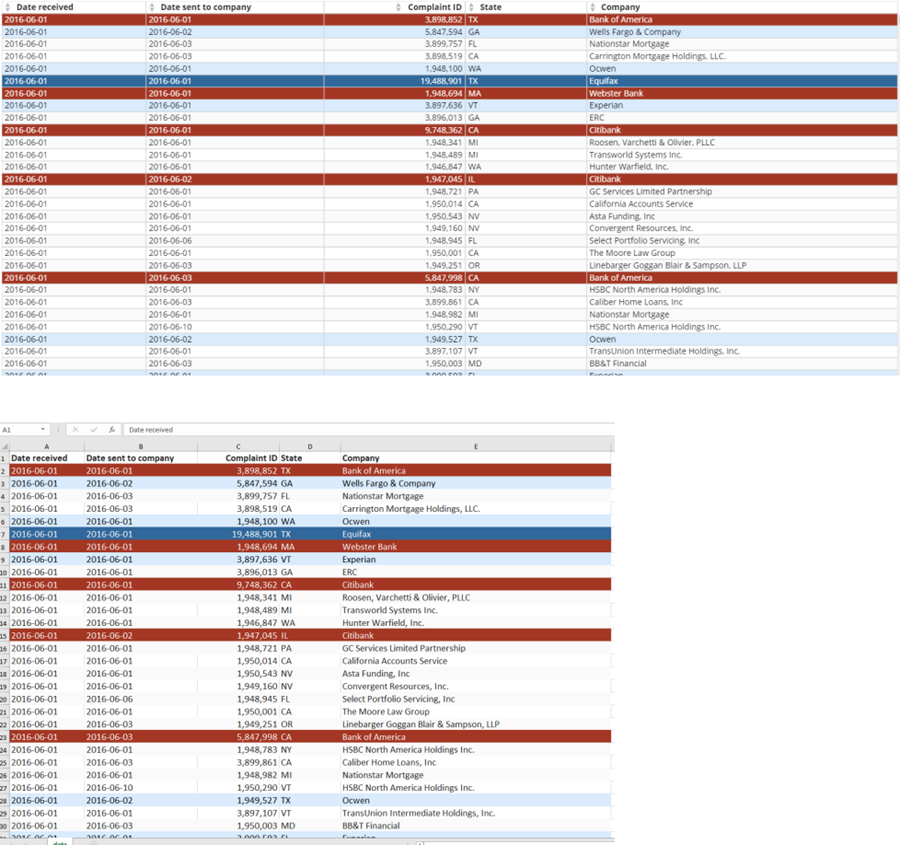 Date received Date sent to company Complaint ID State Company
2016-06-01 2016-06-01 3,898,852 TX Bank of America
2016-06-01 2016-06-02 5,847,594 GA Wells Fargo & Company
2016-06-01 2016-06-03 3,899,757 FL Nationstar Mortgage
2016-06-01 2016-06-03 3,898,519 CA Carrington Mortgage Holdings, LLC.
2016-06-01 2016-06-01 1,948,100 WA Ocwen
2016-06-01 2016-06-01 19,488,901 TX Equifax
2016-06-01 2016-06-01 1,948,694 MA Webster Bank
2016-06-01 2016-06-01 3,897,636 VT Experian
2016-06-01 2016-06-01 3,896,013 GA ERC
2016-06-01 2016-06-01 9,748,362 CA Citibank
2016-06-01 2016-06-01 1,948,341 MI Roosen, Varchetti & Olivier, PLLC
2016-06-01 2016-06-01 1,948,489 MI Transworld Systems Inc.
2016-06-01 2016-06-01 1,946,847 WA Hunter Warfield, Inc.
2016-06-01 2016-06-02 1,947,045 IL Citibank
2016-06-01 2016-06-01 1,948,721 PA GC Services Limited Partnership
2016-06-01 2016-06-01 1,950,014 CA California Accounts Service
2016-06-01 2016-06-01 1,950,543 NV Asta Funding, Inc
2016-06-01 2016-06-01 1,949,160 NV Convergent Resources, Inc.
2016-06-01 2016-06-06 1,948,945 FL Select Portfolio Servicing, Inc
2016-06-01 2016-06-01 1,950,001 CA The Moore Law Group
2016-06-01 2016-06-03 1,949,251 OR Linebarger Goggan Blair & Sampson, LLP
2016-06-01 2016-06-03 5,847,998 CA Bank of America
2016-06-01 2016-06-01 1,948,783 NY HSBC North America Holdings Inc.
2016-06-01 2016-06-03 3,899,861 CA Caliber Home Loans, Inc
2016-06-01 2016-06-01 1,948,982 MI Nationstar Mortgage
2016-06-01 2016-06-10 1,950,290 VT HSBC North America Holdings Inc.
2016-06-01 2016-06-02 1,949,527 TX Ocwen
2016-06-01 2016-06-01 3,897,107 VT TransUnion Intermediate Holdings, Inc.
2016-06-01 2016-06-03 1,950,003 MD BB&T Financial
2016-06-01 2016-06-01 Experian
A1 fx Date received
A B C D E
1 Date received Date sent to company Complaint ID State Company
2 2016-06-01 2016-06-01 3,898,852 TX Bank of America
3 2016-06-01 2016-06-02 5,847,594 GA Wells Fargo & Company
4 2016-06-01 2016-06-03 3,899,757 FL Nationstar Mortgage
5 2016-06-01 2016-06-03 3,898,519 CA Carrington Mortgage Holdings, LLC.
6 2016-06-01 2016-06-01 1,948,100 WA Ocwen
7 2016-06-01 2016-06-01 19,488,901 TX Equifax
8 2016-06-01 2016-06-01 1,948,694 MA Webster Bank
9 2016-06-01 2016-06-01 3,897,636 VT Experian
10 2016-06-01 2016-06-01 3,896,013 GA ERC
11 2016-06-01 2016-06-01 9,748,362 CA Citibank
12 2016-06-01 2016-06-01 1,948,341 MI Roosen, Varchetti & Olivier, PLLC
13 2016-06-01 2016-06-01 1,948,489 MI Transworld Systems Inc.
14 2016-06-01 2016-06-01 1,946,847 WA Hunter Warfield, Inc.
15 2016-06-01 2016-06-02 1,947,045 IL Citibank
16 2016-06-01 2016-06-01 1,948,721 PA GC Services Limited Partnership
17 2016-06-01 2016-06-01 1,950,014 CA California Accounts Service
18 2016-06-01 2016-06-01 1,950,543 NV Asta Funding, Inc
19 2016-06-01 2016-06-01 1,949,160 NV Convergent Resources, Inc.
20 2016-06-01 2016-06-06 1,948,945 FL Select Portfolio Servicing, Inc
21 2016-06-01 2016-06-01 1,950,001 CA The Moore Law Group
22 2016-06-01 2016-06-03 1,949,251 OR Linebarger Goggan Blair & Sampson, LLP
23 2016-06-01 2016-06-03 5,847,998 CA Bank of America
24 2016-06-01 2016-06-01 1,948,783 NY HSBC North America Holdings Inc.
25 2016-06-01 2016-06-03 3,899,861 CA Caliber Home Loans, Inc
26 2016-06-01 2016-06-01 1,948,982 MI Nationstar Mortgage
27 2016-06-01 2016-06-10 1,950,290 VT HSBC North America Holdings Inc.
28 2016-06-01 2016-06-02 1,949,527 TX Ocwen
29 2016-06-01 2016-06-01 3,897,107 VT TransUnion Intermediate Holdings, Inc.
30 2016-06-01 2016-06-03 1,950,003 MD BB&T Financial
2016-06-01 2016-06-01 Experian
data